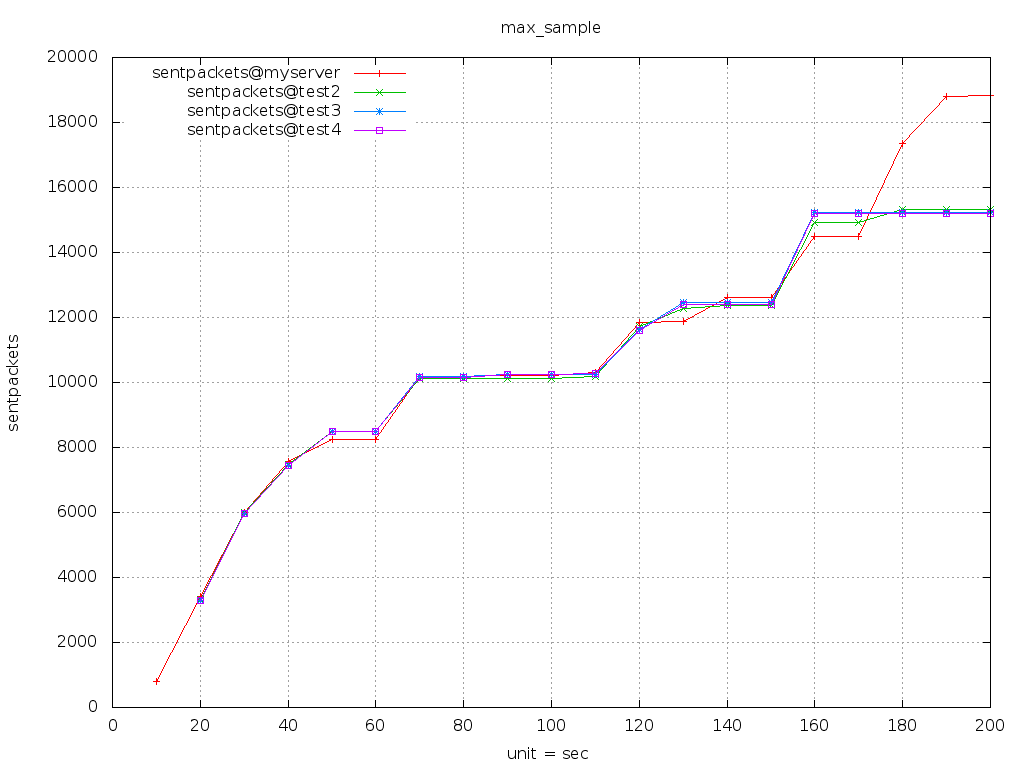 max_sample
20000
18000
16000
14000
12000
10000
8000
6000
4000
2000
0
sentpackets@myserver
sentpackets@test2
sentpackets@test3
sentpackets@test4
sentpackets
0 20 40 60 80 100 120 140 160 180 200
unit = sec